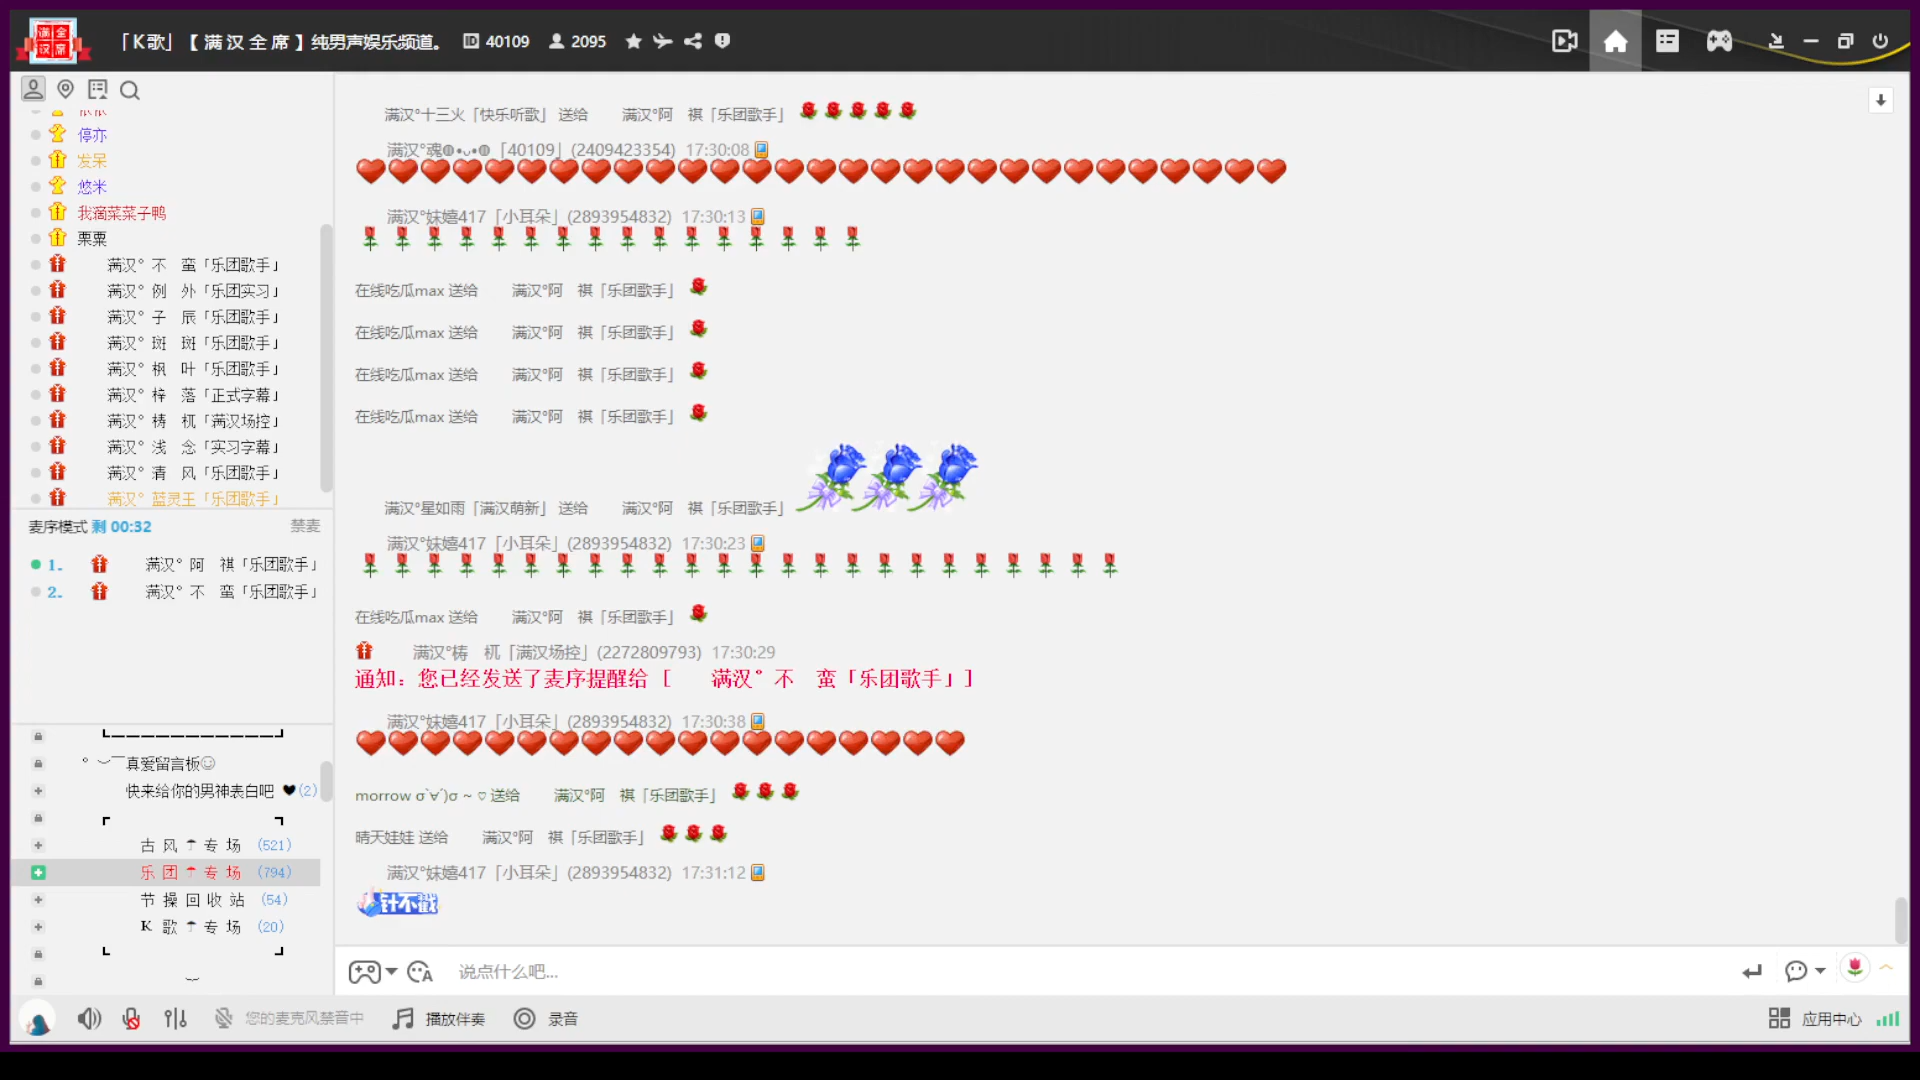 「K歌」【 满 汉 全 席 】纯男声娱乐频道。 40109 2095
停亦
发呆
悠米
我滴菜菜子鸭
栗粟
满汉° 不 蛮「乐团歌手」
满汉° 例 外「乐团实习」
满汉° 子 辰「乐团歌手」
满汉° 斑 斑「乐团歌手」
满汉° 枫 叶「乐团歌手」
满汉° 梓 落「正式字幕」
满汉° 梼 杌「满汉场控」
满汉° 浅 念「实习字幕」
满汉° 清 风「乐团歌手」
满汉° 蓝灵王「乐团歌手」
麦序模式 剩 00:32 禁麦
1. 满汉° 阿 祺「乐团歌手」
2. 满汉° 不 蛮「乐团歌手」
真爱留言板
快来给你的男神表白吧 ♥(2)
古 风 ☂ 专 场 (521)
乐 团 ☂ 专 场 (794)
节 操 回 收 站 (54)
K 歌 ☂ 专 场 (20)
满汉°十三火「快乐听歌」 送给 满汉°阿 祺「乐团歌手」
满汉°魂◍•ᴗ•◍「40109」(2409423354) 17:30:08
满汉°妹嬉417「小耳朵」(2893954832) 17:30:13
在线吃瓜max 送给 满汉°阿 祺「乐团歌手」
在线吃瓜max 送给 满汉°阿 祺「乐团歌手」
在线吃瓜max 送给 满汉°阿 祺「乐团歌手」
在线吃瓜max 送给 满汉°阿 祺「乐团歌手」
满汉°星如雨「满汉萌新」 送给 满汉°阿 祺「乐团歌手」
满汉°妹嬉417「小耳朵」(2893954832) 17:30:23
在线吃瓜max 送给 满汉°阿 祺「乐团歌手」
满汉°梼 杌「满汉场控」(2272809793) 17:30:29
通知：您已经发送了麦序提醒给 [ 满汉° 不 蛮「乐团歌手」]
满汉°妹嬉417「小耳朵」(2893954832) 17:30:38
morrow σ`∀´)σ ~ ♡ 送给 满汉°阿 祺「乐团歌手」
晴天娃娃 送给 满汉°阿 祺「乐团歌手」
满汉°妹嬉417「小耳朵」(2893954832) 17:31:12
针不戳
说点什么吧...
您的麦克风禁音中 播放伴奏 录音 应用中心